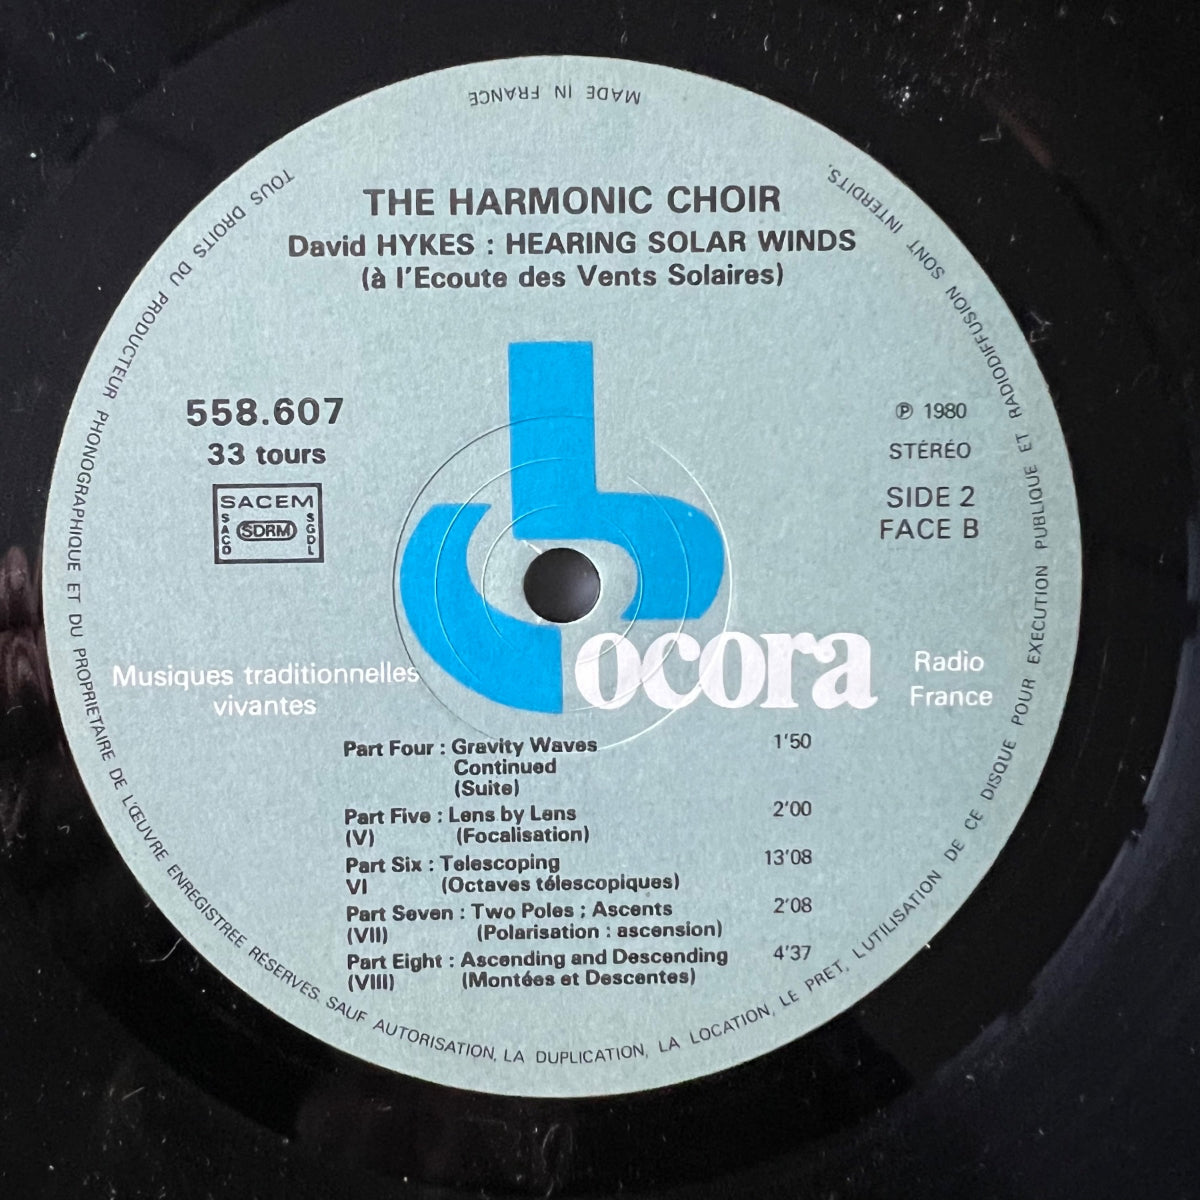 MADE IN FRANCE
THE HARMONIC CHOIR
David HYKES : HEARING SOLAR WINDS
(à l'Ecoute des Vents Solaires)
558.607
33 tours
SACEM
SACD
SDRM
SGDL
℗ 1980
STÉRÉO
SIDE 2
FACE B
ocora
Musiques traditionnelles
vivantes
Radio
France
Part Four : Gravity Waves 1'50
Continued
(Suite)
Part Five : Lens by Lens 2'00
(V) (Focalisation)
Part Six : Telescoping 13'08
VI (Octaves télescopiques)
Part Seven : Two Poles ; Ascents 2'08
(VII) (Polarisation : ascension)
Part Eight : Ascending and Descending 4'37
(VIII) (Montées et Descentes)
TOUS DROITS DU PRODUCTEUR PHONOGRAPHIQUE ET DU PROPRIETAIRE DE L'ŒUVRE ENREGISTREE RESERVES. SAUF AUTORISATION, LA DUPLICATION, LA LOCATION, LE PRET, L'UTILISATION DE CE DISQUE POUR EXECUTION PUBLIQUE ET RADIODIFFUSION SONT INTERDITS.